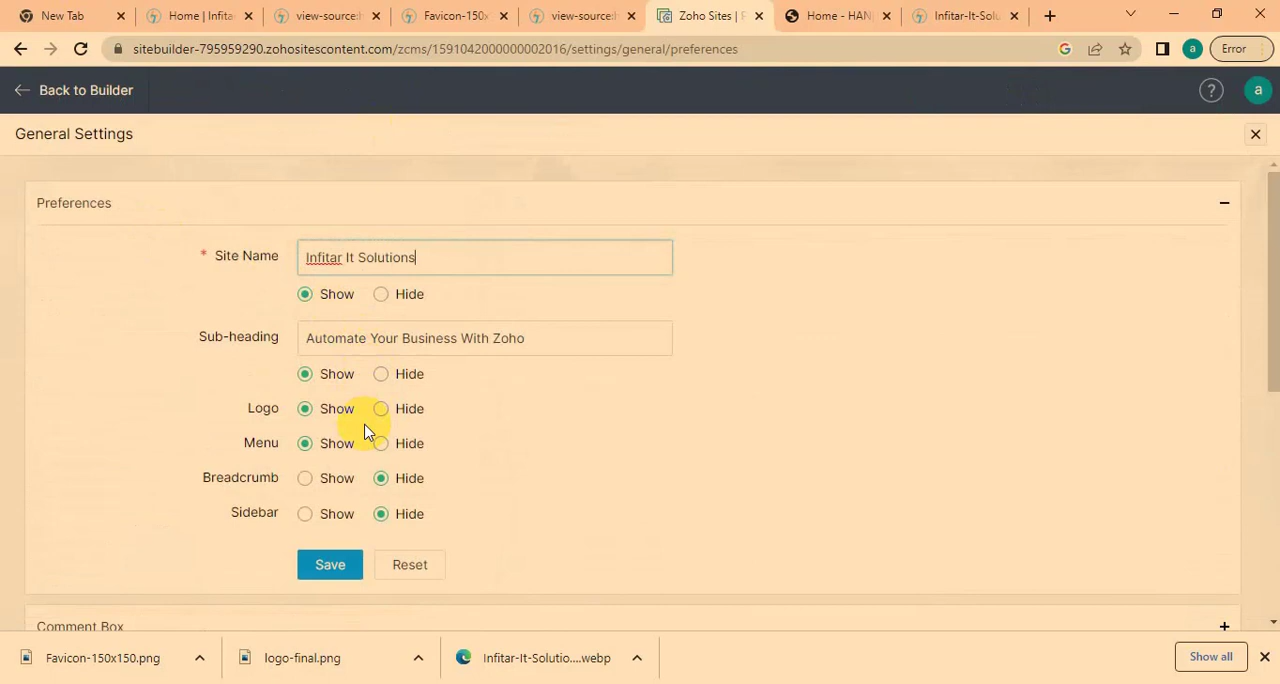 New Tab
Home | Infita
view-source:h
Favicon-150x
view-source:h
Zoho Sites | B
Home - HAN
Infitar-It-Solu
sitebuilder-795959290.zohositescontent.com/zcms/1591042000000002016/settings/general/preferences
G
a
Error
Back to Builder
?
a
General Settings
Preferences
* Site Name
Infitar It Solutions
Show
Hide
Sub-heading
Automate Your Business With Zoho
Show
Hide
Logo
Show
Hide
Menu
Show
Hide
Breadcrumb
Show
Hide
Sidebar
Show
Hide
Save
Reset
Comment Box
Favicon-150x150.png
logo-final.png
Infitar-It-Solutio....webp
Show all